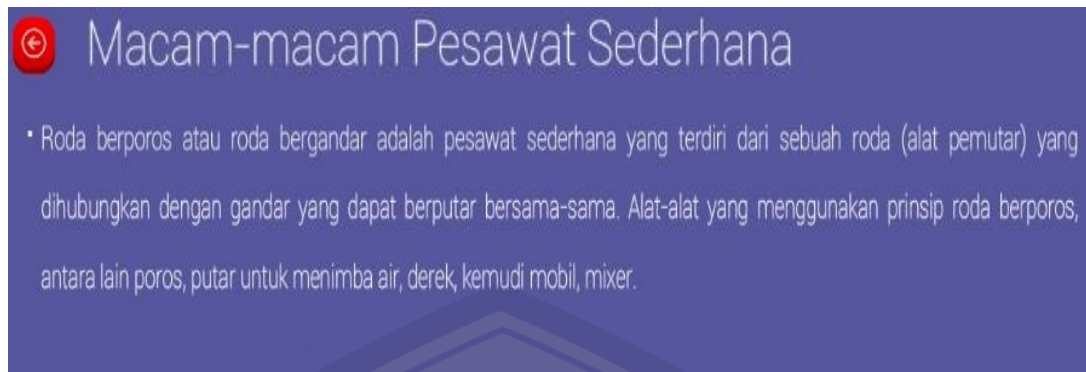 Macam-macam Pesawat Sederhana
▪ Roda berporos atau roda bergandar adalah pesawat sederhana yang terdiri dari sebuah roda (alat pemutar) yang
dihubungkan dengan gandar yang dapat berputar bersama-sama. Alat-alat yang menggunakan prinsip roda berporos,
antara lain poros, putar untuk menimba air, derek, kemudi mobil, mixer.